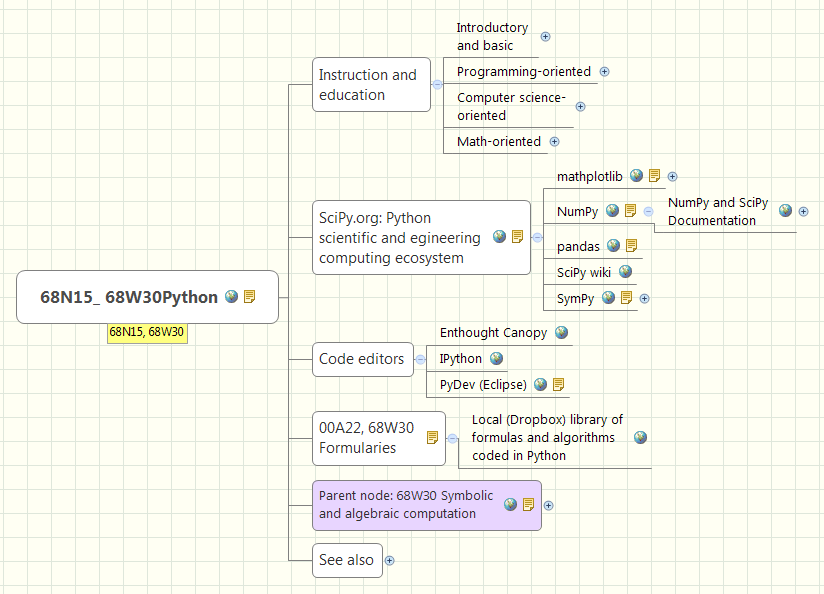 68N15_ 68W30Python
68N15, 68W30
Instruction and
education
Introductory
and basic
Programming-oriented
Computer science-
oriented
Math-oriented
SciPy.org: Python
scientific and egineering
computing ecosystem
mathplotlib
NumPy
NumPy and SciPy
Documentation
pandas
SciPy wiki
SymPy
Code editors
Enthought Canopy
IPython
PyDev (Eclipse)
00A22, 68W30
Formularies
Local (Dropbox) library of
formulas and algorithms
coded in Python
Parent node: 68W30 Symbolic
and algebraic computation
See also